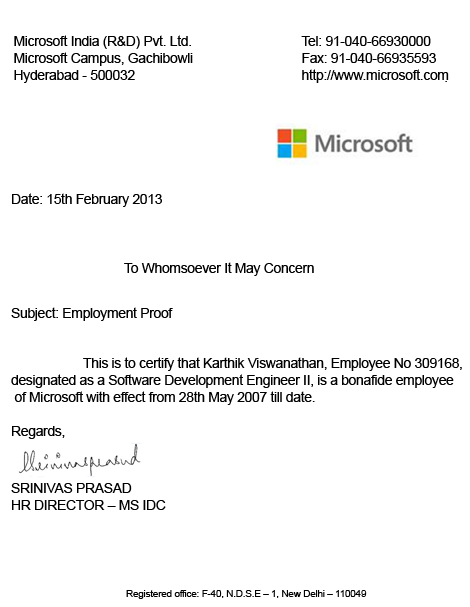 Microsoft India (R&D) Pvt. Ltd.
Microsoft Campus, Gachibowli
Hyderabad - 500032
Tel: 91-040-66930000
Fax: 91-040-66935593
http://www.microsoft.com
Microsoft
Date: 15th February 2013
To Whomsoever It May Concern
Subject: Employment Proof
This is to certify that Karthik Viswanathan, Employee No 309168,
designated as a Software Development Engineer II, is a bonafide employee
of Microsoft with effect from 28th May 2007 till date.
Regards,
SRINIVAS PRASAD
HR DIRECTOR – MS IDC
Registered office: F-40, N.D.S.E – 1, New Delhi – 110049